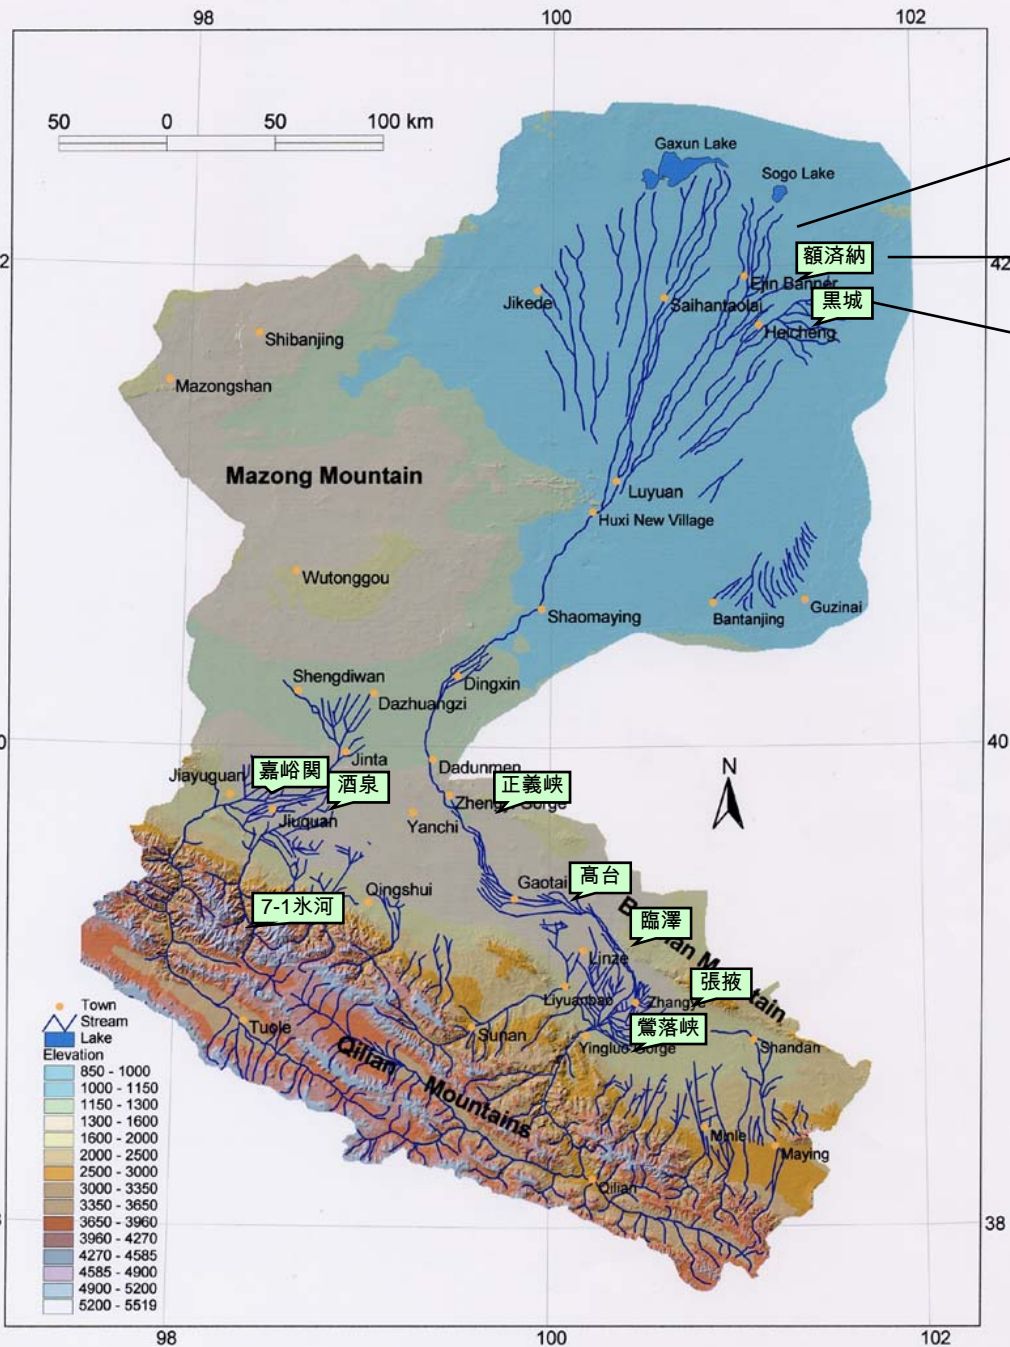 98
100
102
50
0
50
100 km
Gaxun Lake
Sogo Lake
2
42
額済納
Ejin Banner
Jikede
Saihantaolai
黒城
Heicheng
Shibanjing
Mazongshan
Mazong Mountain
Luyuan
Huxi New Village
Wutonggou
Bantanjing
Guzinai
Shaomaying
Shengdiwan
Dingxin
Dazhuangzi
0
40
Jinta
Dadunmen
N
Jiayuguan
嘉峪関
酒泉
正義峡
Jiuquan
Yanchi
Qingshui
Gaotai
高台
7-1氷河
臨澤
Linze
張掖
Liyuanbao
Zhangye
鶯落峡
Yingluo Gorge
Shandan
Town
Stream
Lake
Tuole
Sunan
Qilian Mountains
Minle
Maying
Qilian
Elevation
850 - 1000
1000 - 1150
1150 - 1300
1300 - 1600
1600 - 2000
2000 - 2500
2500 - 3000
3000 - 3350
3350 - 3650
3650 - 3960
3960 - 4270
4270 - 4585
4585 - 4900
4900 - 5200
5200 - 5519
38
98
100
102